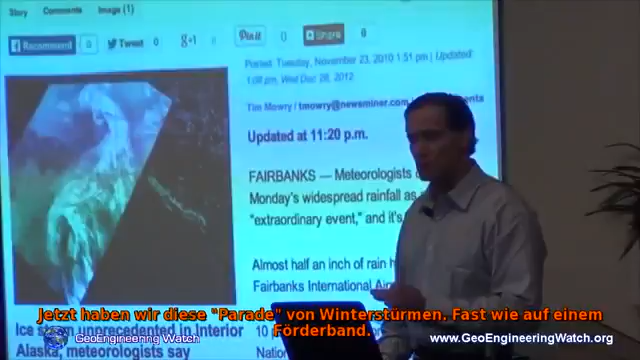 Story Comments Image (1)
Recommend 0 Tweet 0 g+1 0 Pin it 0 Share 0
Posted: Tuesday, November 23, 2010 1:51 pm | Updated:
1:08 pm, Wed Dec 26, 2012.
Tim Mowry / tmowry@newsminer.com
Updated at 11:20 p.m.
FAIRBANKS — Meteorologists
Monday's widespread rainfall as
"extraordinary event," and it's
Almost half an inch of rain
Fairbanks International
Jetzt haben wir diese "Parade" von Winterstürmen. Fast wie auf einem
Förderband.
Ice storm unprecedented in Interior
Alaska, meteorologists say
10
Nation
GeoEngineering Watch
www.GeoEngineeringWatch.org